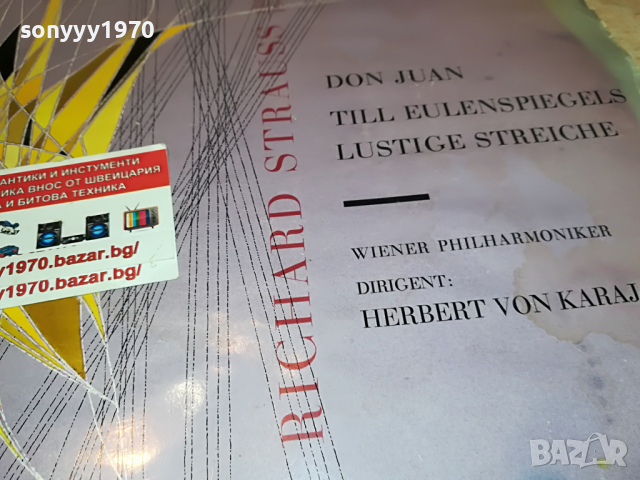 sonyyy1970
RICHARD STRAUSS
DON JUAN
TILL EULENSPIEGELS
LUSTIGE STREICHE
WIENER PHILHARMONIKER
DIRIGENT:
HERBERT VON KARAJ
АНТИКИ И ИНСТУМЕНТИ
ИКА ВНОС ОТ ШВЕЙЦАРИЯ
А И БИТОВА ТЕХНИКА
y1970.bazar.bg/
y1970.bazar.bg/
BAZAR